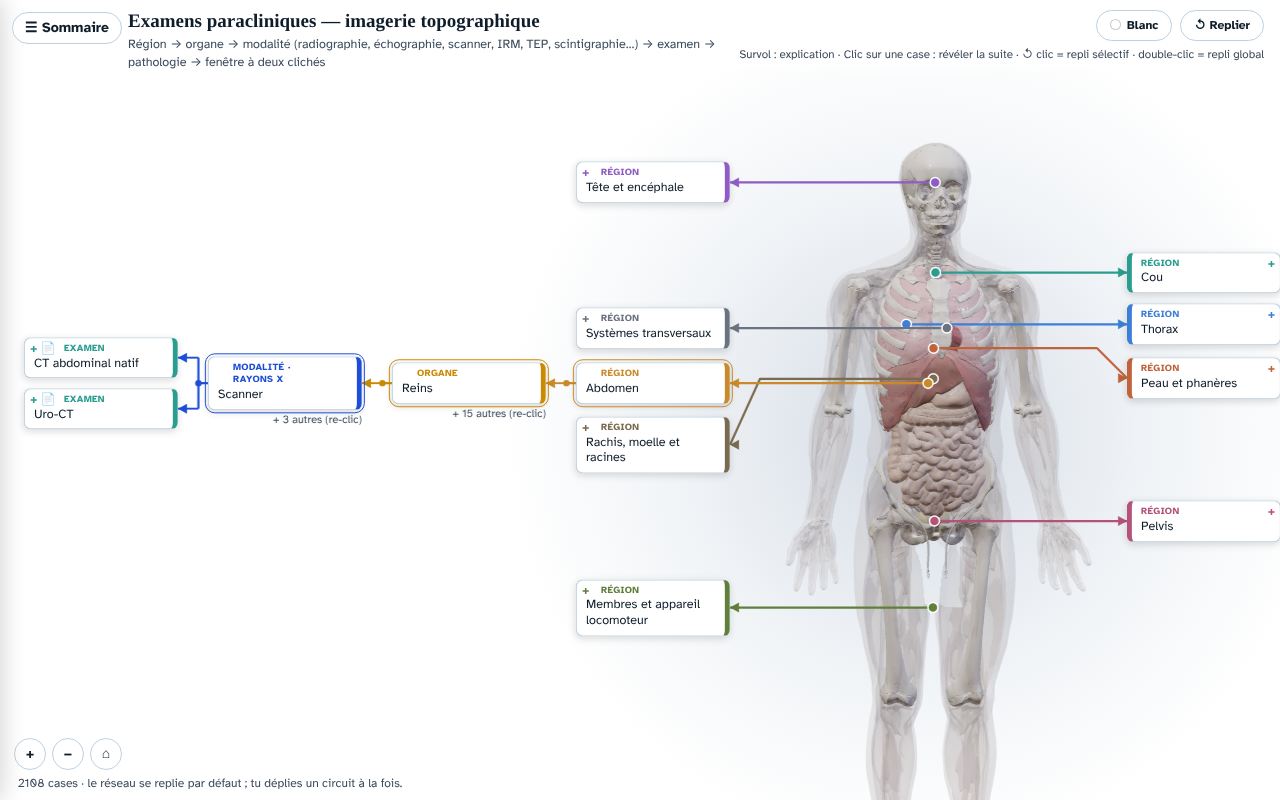 ☰ Sommaire
Examens paracliniques — imagerie topographique
Région → organe → modalité (radiographie, échographie, scanner, IRM, TEP, scintigraphie…) → examen →
pathologie → fenêtre à deux clichés
Blanc
↺ Replier
Survol : explication · Clic sur une case : révéler la suite · ↺ clic = repli sélectif · double-clic = repli global
+ RÉGION
Tête et encéphale
RÉGION +
Cou
+ RÉGION
Systèmes transversaux
RÉGION +
Thorax
+ 📄 EXAMEN
CT abdominal natif
MODALITÉ ·
RAYONS X
Scanner
+ 3 autres (re-clic)
ORGANE
Reins
+ 15 autres (re-clic)
RÉGION
Abdomen
RÉGION +
Peau et phanères
+ 📄 EXAMEN
Uro-CT
+ RÉGION
Rachis, moelle et
racines
RÉGION +
Pelvis
+ RÉGION
Membres et appareil
locomoteur
+ − ⌂
2108 cases · le réseau se replie par défaut ; tu déplies un circuit à la fois.